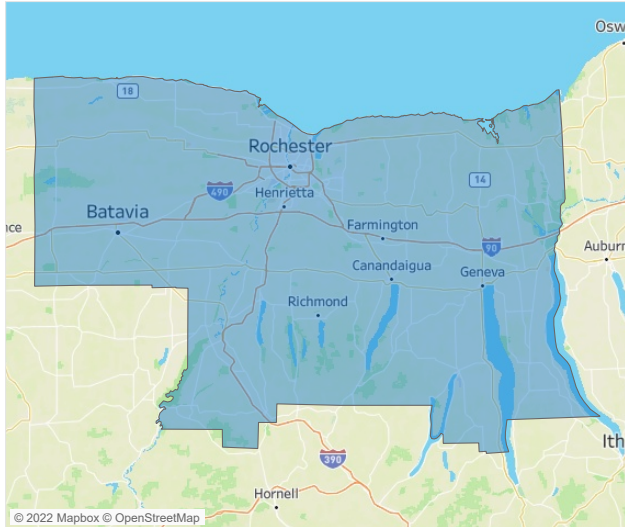 Osw
18
Rochester
14
490
Henrietta
Batavia
nce
Farmington
90
Auburn
Canandaigua
Geneva
Richmond
Ith
390
Hornell
© 2022 Mapbox © OpenStreetMap